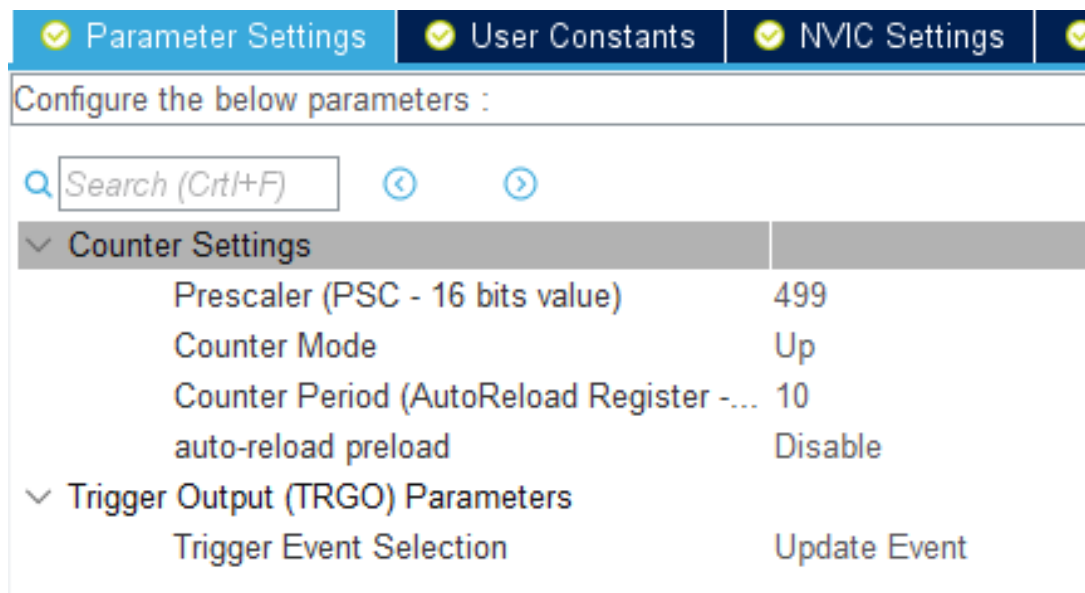 Parameter Settings User Constants NVIC Settings
Configure the below parameters :
Search (Crtl+F)
Counter Settings
Prescaler (PSC - 16 bits value) 499
Counter Mode Up
Counter Period (AutoReload Register -... 10
auto-reload preload Disable
Trigger Output (TRGO) Parameters
Trigger Event Selection Update Event